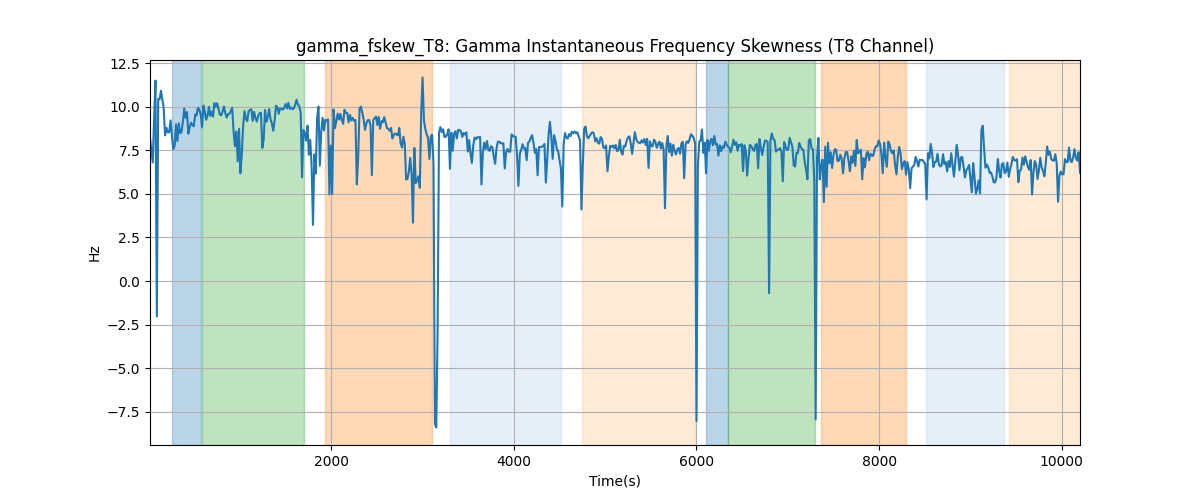 gamma_fskew_T8: Gamma Instantaneous Frequency Skewness (T8 Channel)
12.5
10.0
7.5
5.0
2.5
0.0
−2.5
−5.0
−7.5
Hz
2000 4000 6000 8000 10000
Time(s)